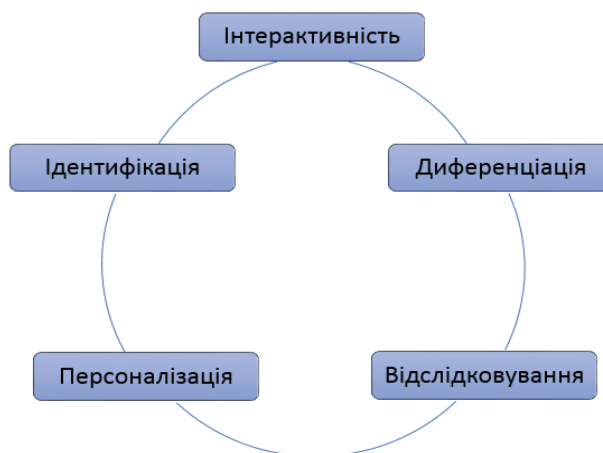 Інтерактивність
Ідентифікація
Диференціація
Персоналізація
Відслідковування